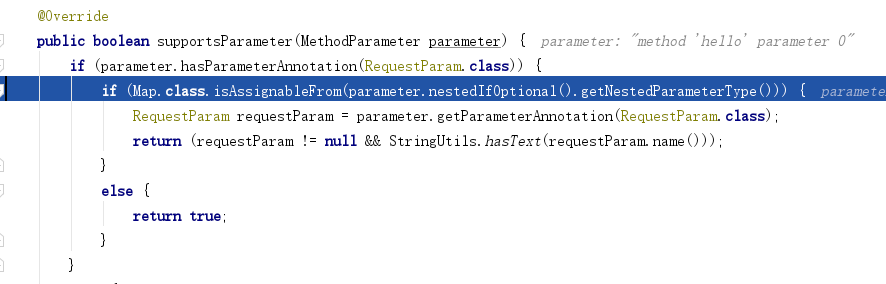 @Override
public boolean supportsParameter(MethodParameter parameter) {   parameter: "method 'hello' parameter 0"
if (parameter.hasParameterAnnotation(RequestParam.class)) {
if (Map.class.isAssignableFrom(parameter.nestedIfOptional().getNestedParameterType())) {
RequestParam requestParam = parameter.getParameterAnnotation(RequestParam.class);
return (requestParam != null && StringUtils.hasText(requestParam.name()));
}
else {
return true;
}
}